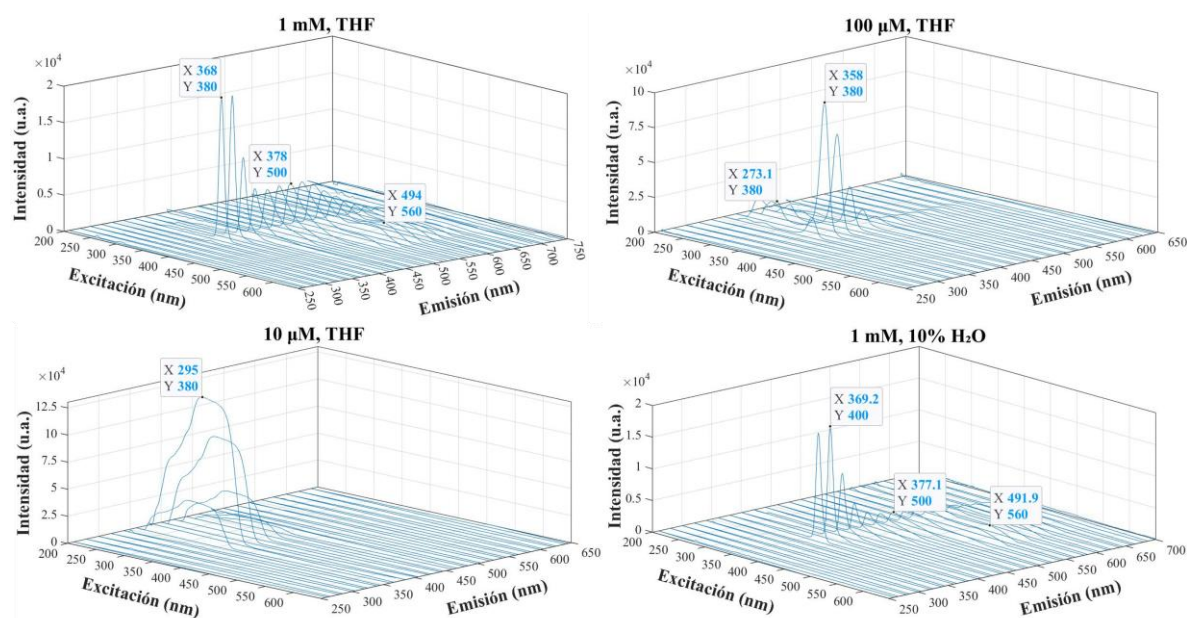 1 mM, THF
×10⁴
2
1.5
1
0.5
0
Intensidad (u.a.)
X 368
Y 380
X 378
Y 500
X 494
Y 560
200
250
300
350
400
450
500
550
600
Excitación (nm)
250
300
350
400
450
500
550
600
650
700
750
Emisión (nm)
100 μM, THF
×10⁴
10
7.5
5
2.5
0
Intensidad (u.a.)
X 358
Y 380
X 273.1
Y 380
200
250
300
350
400
450
500
550
600
Excitación (nm)
250
300
350
400
450
500
550
600
650
Emisión (nm)
10 μM, THF
×10⁴
12.5
10
7.5
5
2.5
0
Intensidad (u.a.)
X 295
Y 380
200
250
300
350
400
450
500
550
600
Excitación (nm)
250
300
350
400
450
500
550
600
650
Emisión (nm)
1 mM, 10% H₂O
×10⁴
2
1.5
1
0.5
0
Intensidad (u.a.)
X 369.2
Y 400
X 377.1
Y 500
X 491.9
Y 560
200
250
300
350
400
450
500
550
600
Excitación (nm)
250
300
350
400
450
500
550
600
650
700
Emisión (nm)